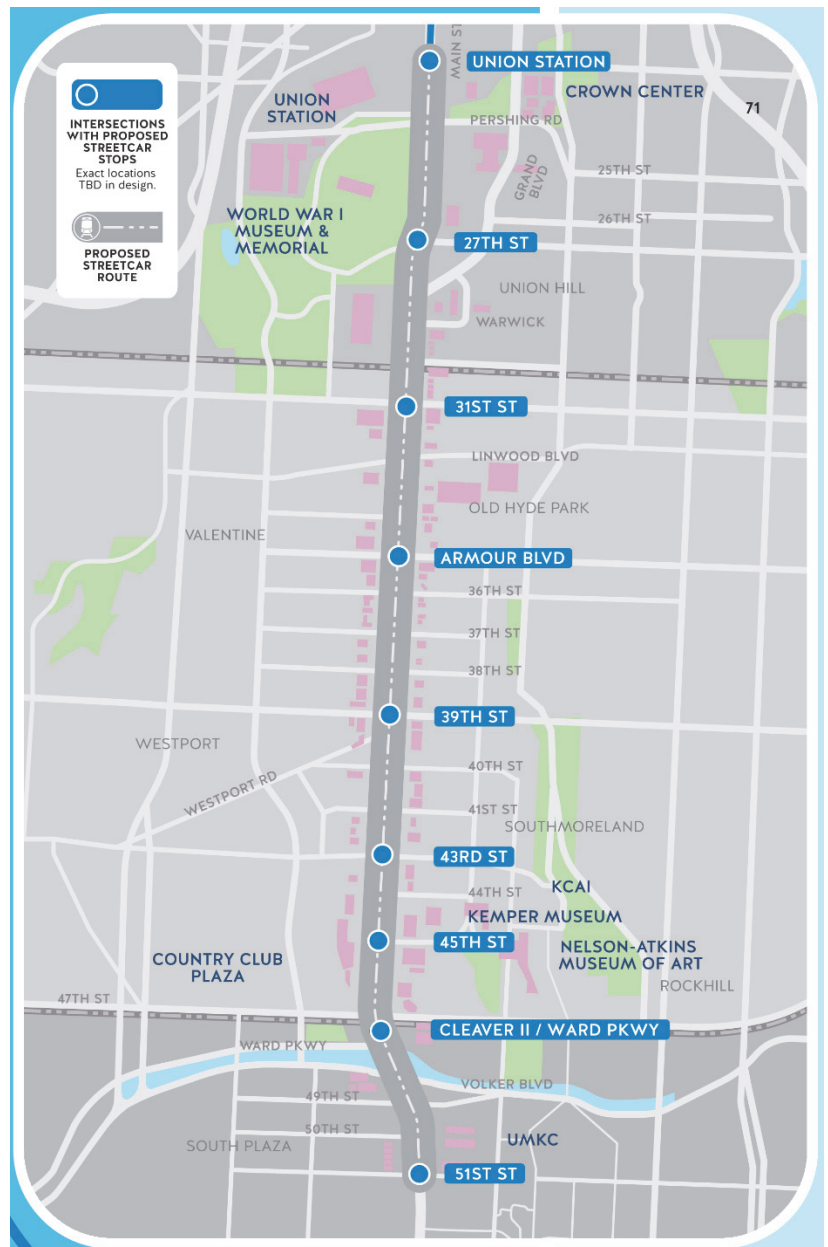 MAIN ST
UNION STATION
INTERSECTIONS
WITH PROPOSED
STREETCAR
STOPS
Exact locations
TBD in design.
PROPOSED
STREETCAR
ROUTE
UNION
STATION
CROWN CENTER
71
PERSHING RD
GRAND
BLVD
25TH ST
26TH ST
WORLD WAR I
MUSEUM &
MEMORIAL
27TH ST
UNION HILL
WARWICK
31ST ST
LINWOOD BLVD
OLD HYDE PARK
VALENTINE
ARMOUR BLVD
36TH ST
37TH ST
38TH ST
39TH ST
WESTPORT
WESTPORT RD
40TH ST
41ST ST
SOUTHMORELAND
43RD ST
44TH ST
KCAI
KEMPER MUSEUM
45TH ST
NELSON-ATKINS
MUSEUM OF ART
COUNTRY CLUB
PLAZA
ROCKHILL
47TH ST
CLEAVER II / WARD PKWY
WARD PKWY
VOLKER BLVD
49TH ST
50TH ST
SOUTH PLAZA
UMKC
51ST ST